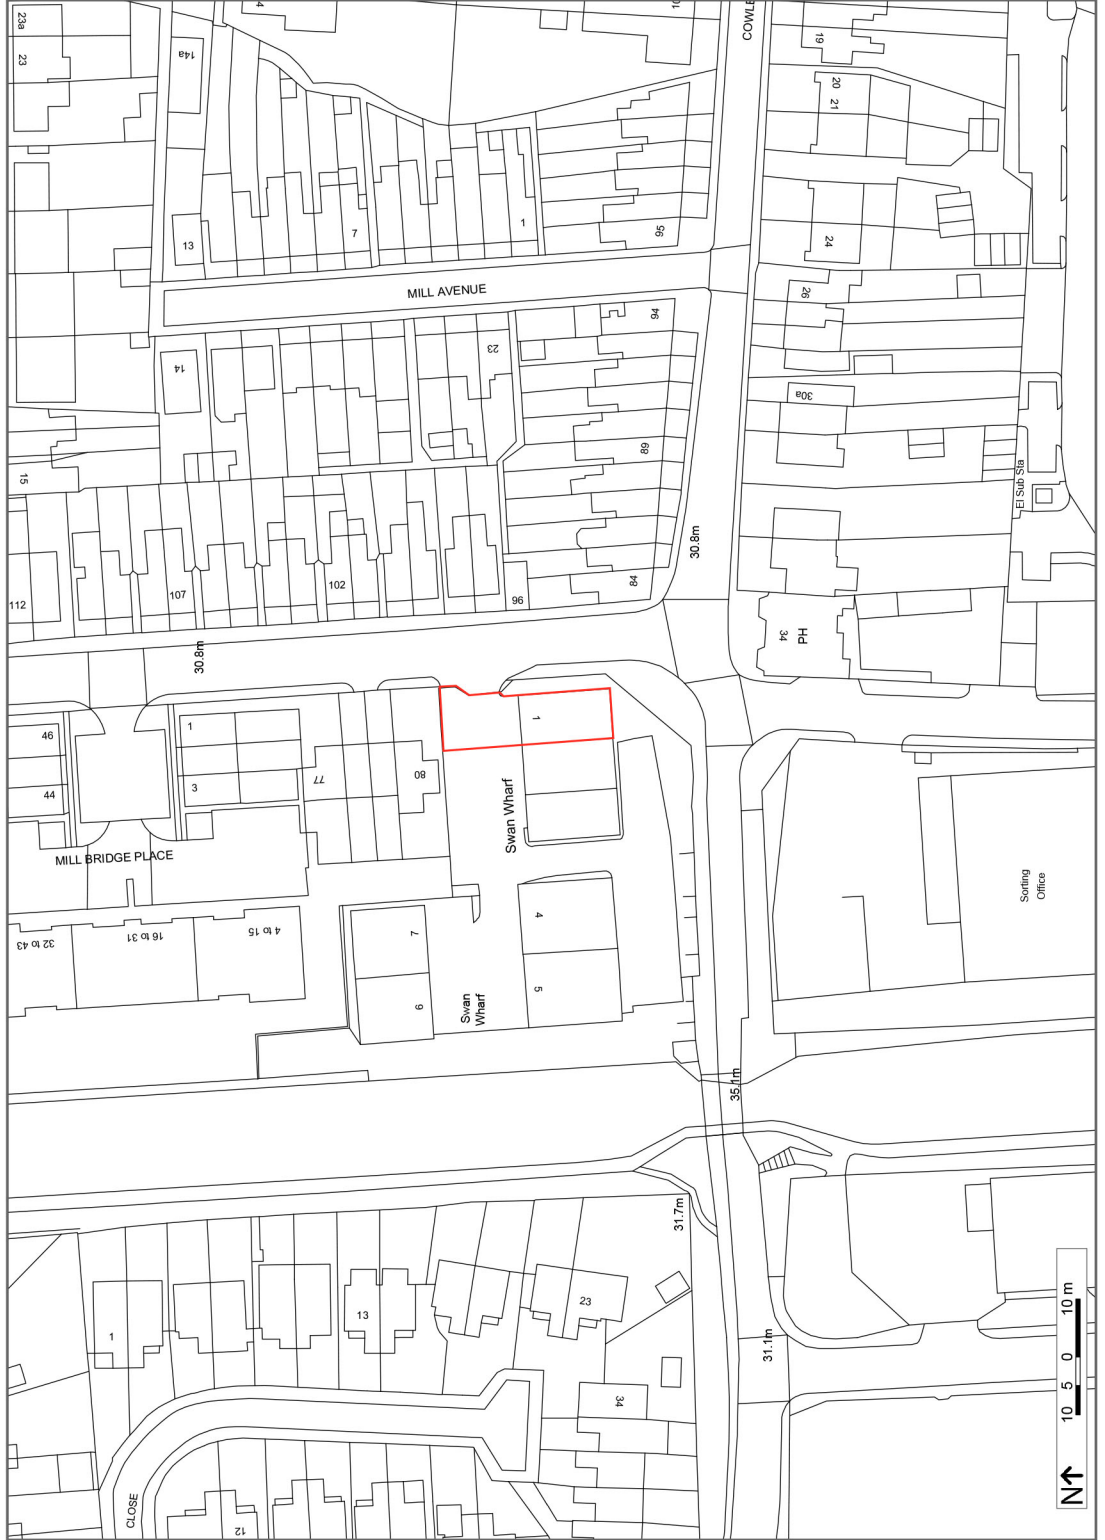 23a
23
14a
4
10
COWLE
19
20
21
24
26
30a
El Sub Sta
13
7
1
95
MILL AVENUE
94
14
23
89
84
15
112
107
102
96
30.8m
30.8m
34
PH
46
44
1
3
77
80
1
Swan Wharf
MILL BRIDGE PLACE
32 to 43
16 to 31
4 to 15
7
6
Swan
Wharf
4
5
Sorting
Office
35.1m
31.7m
1
13
23
34
31.1m
CLOSE
12
N
10 5 0 10 m